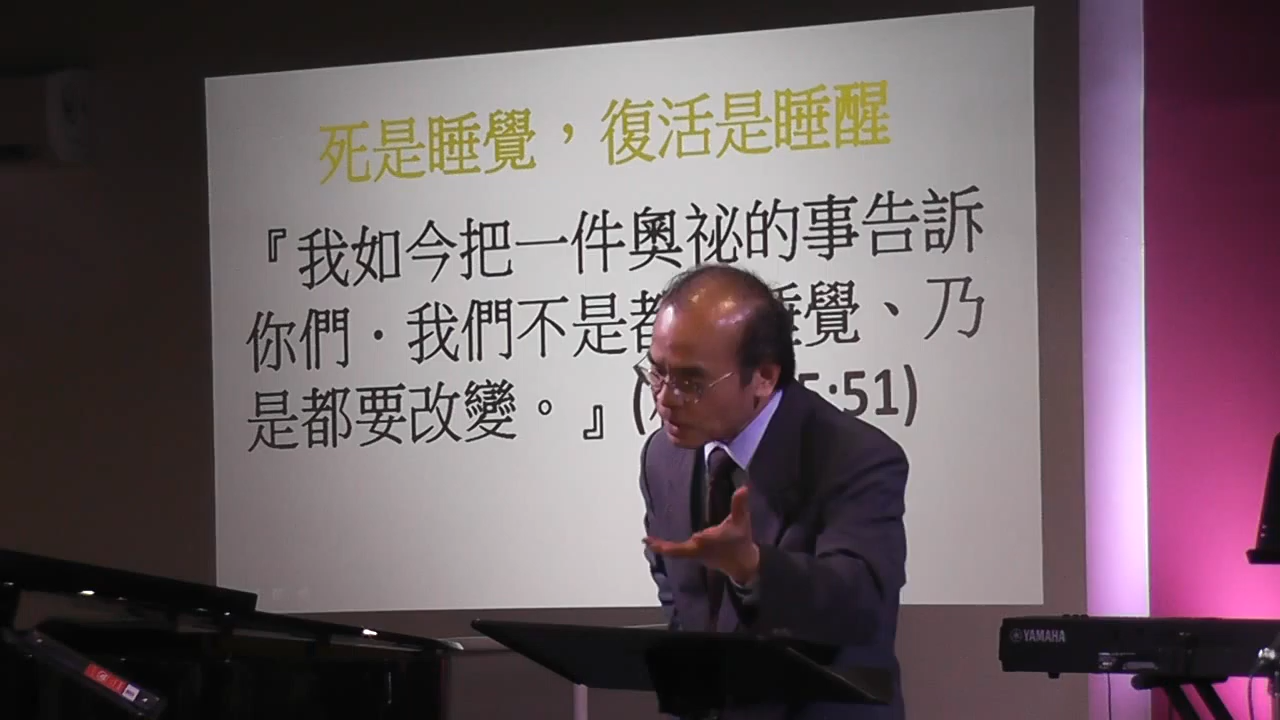 死是睡覺，復活是睡醒
『我如今把一件奧祕的事告訴
你們．我們不是都 睡覺、乃
是都要改變。』( 5:51)
YAMAHA